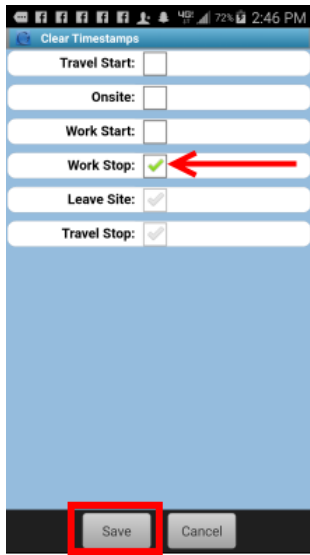 4G 72% 2:46 PM
Clear Timestamps
Travel Start:
Onsite:
Work Start:
Work Stop:
Leave Site:
Travel Stop:
Save Cancel